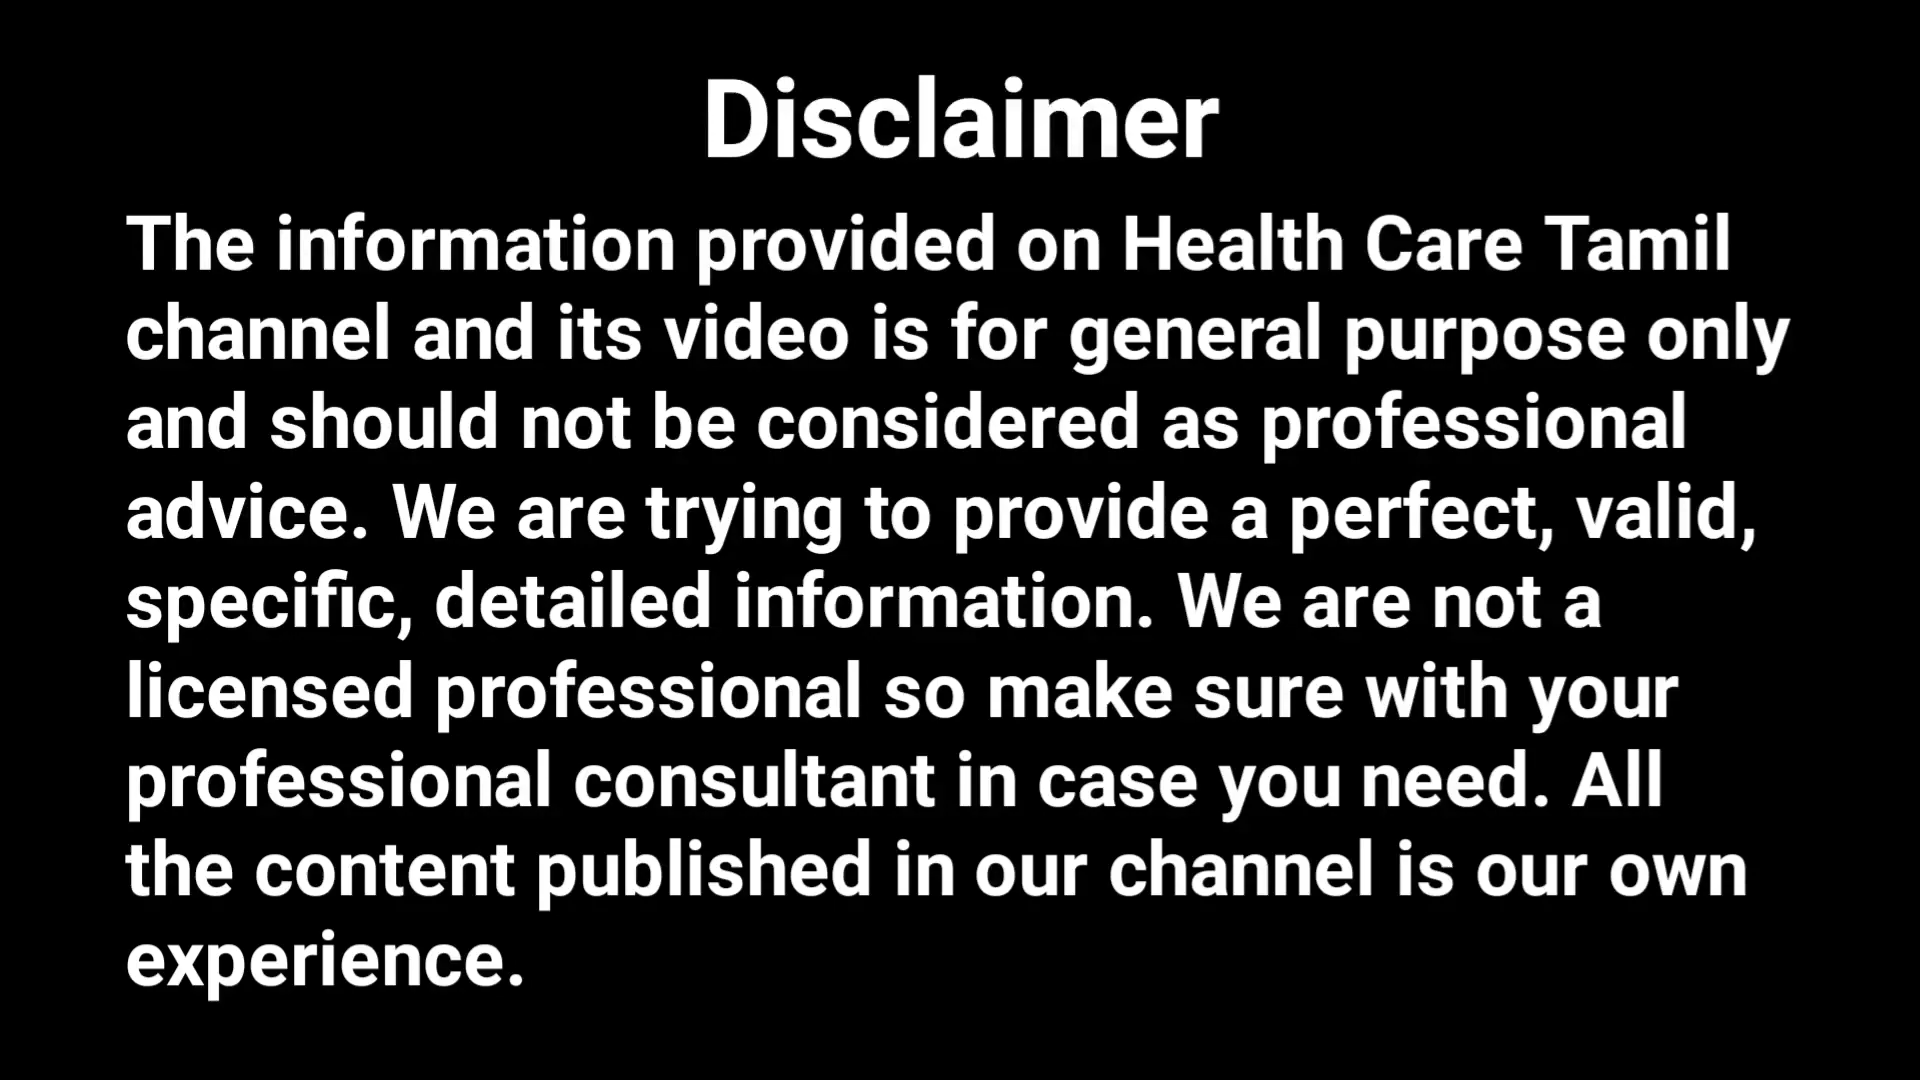 Disclaimer
The information provided on Health Care Tamil
channel and its video is for general purpose only
and should not be considered as professional
advice. We are trying to provide a perfect, valid,
specific, detailed information. We are not a
licensed professional so make sure with your
professional consultant in case you need. All
the content published in our channel is our own
experience.